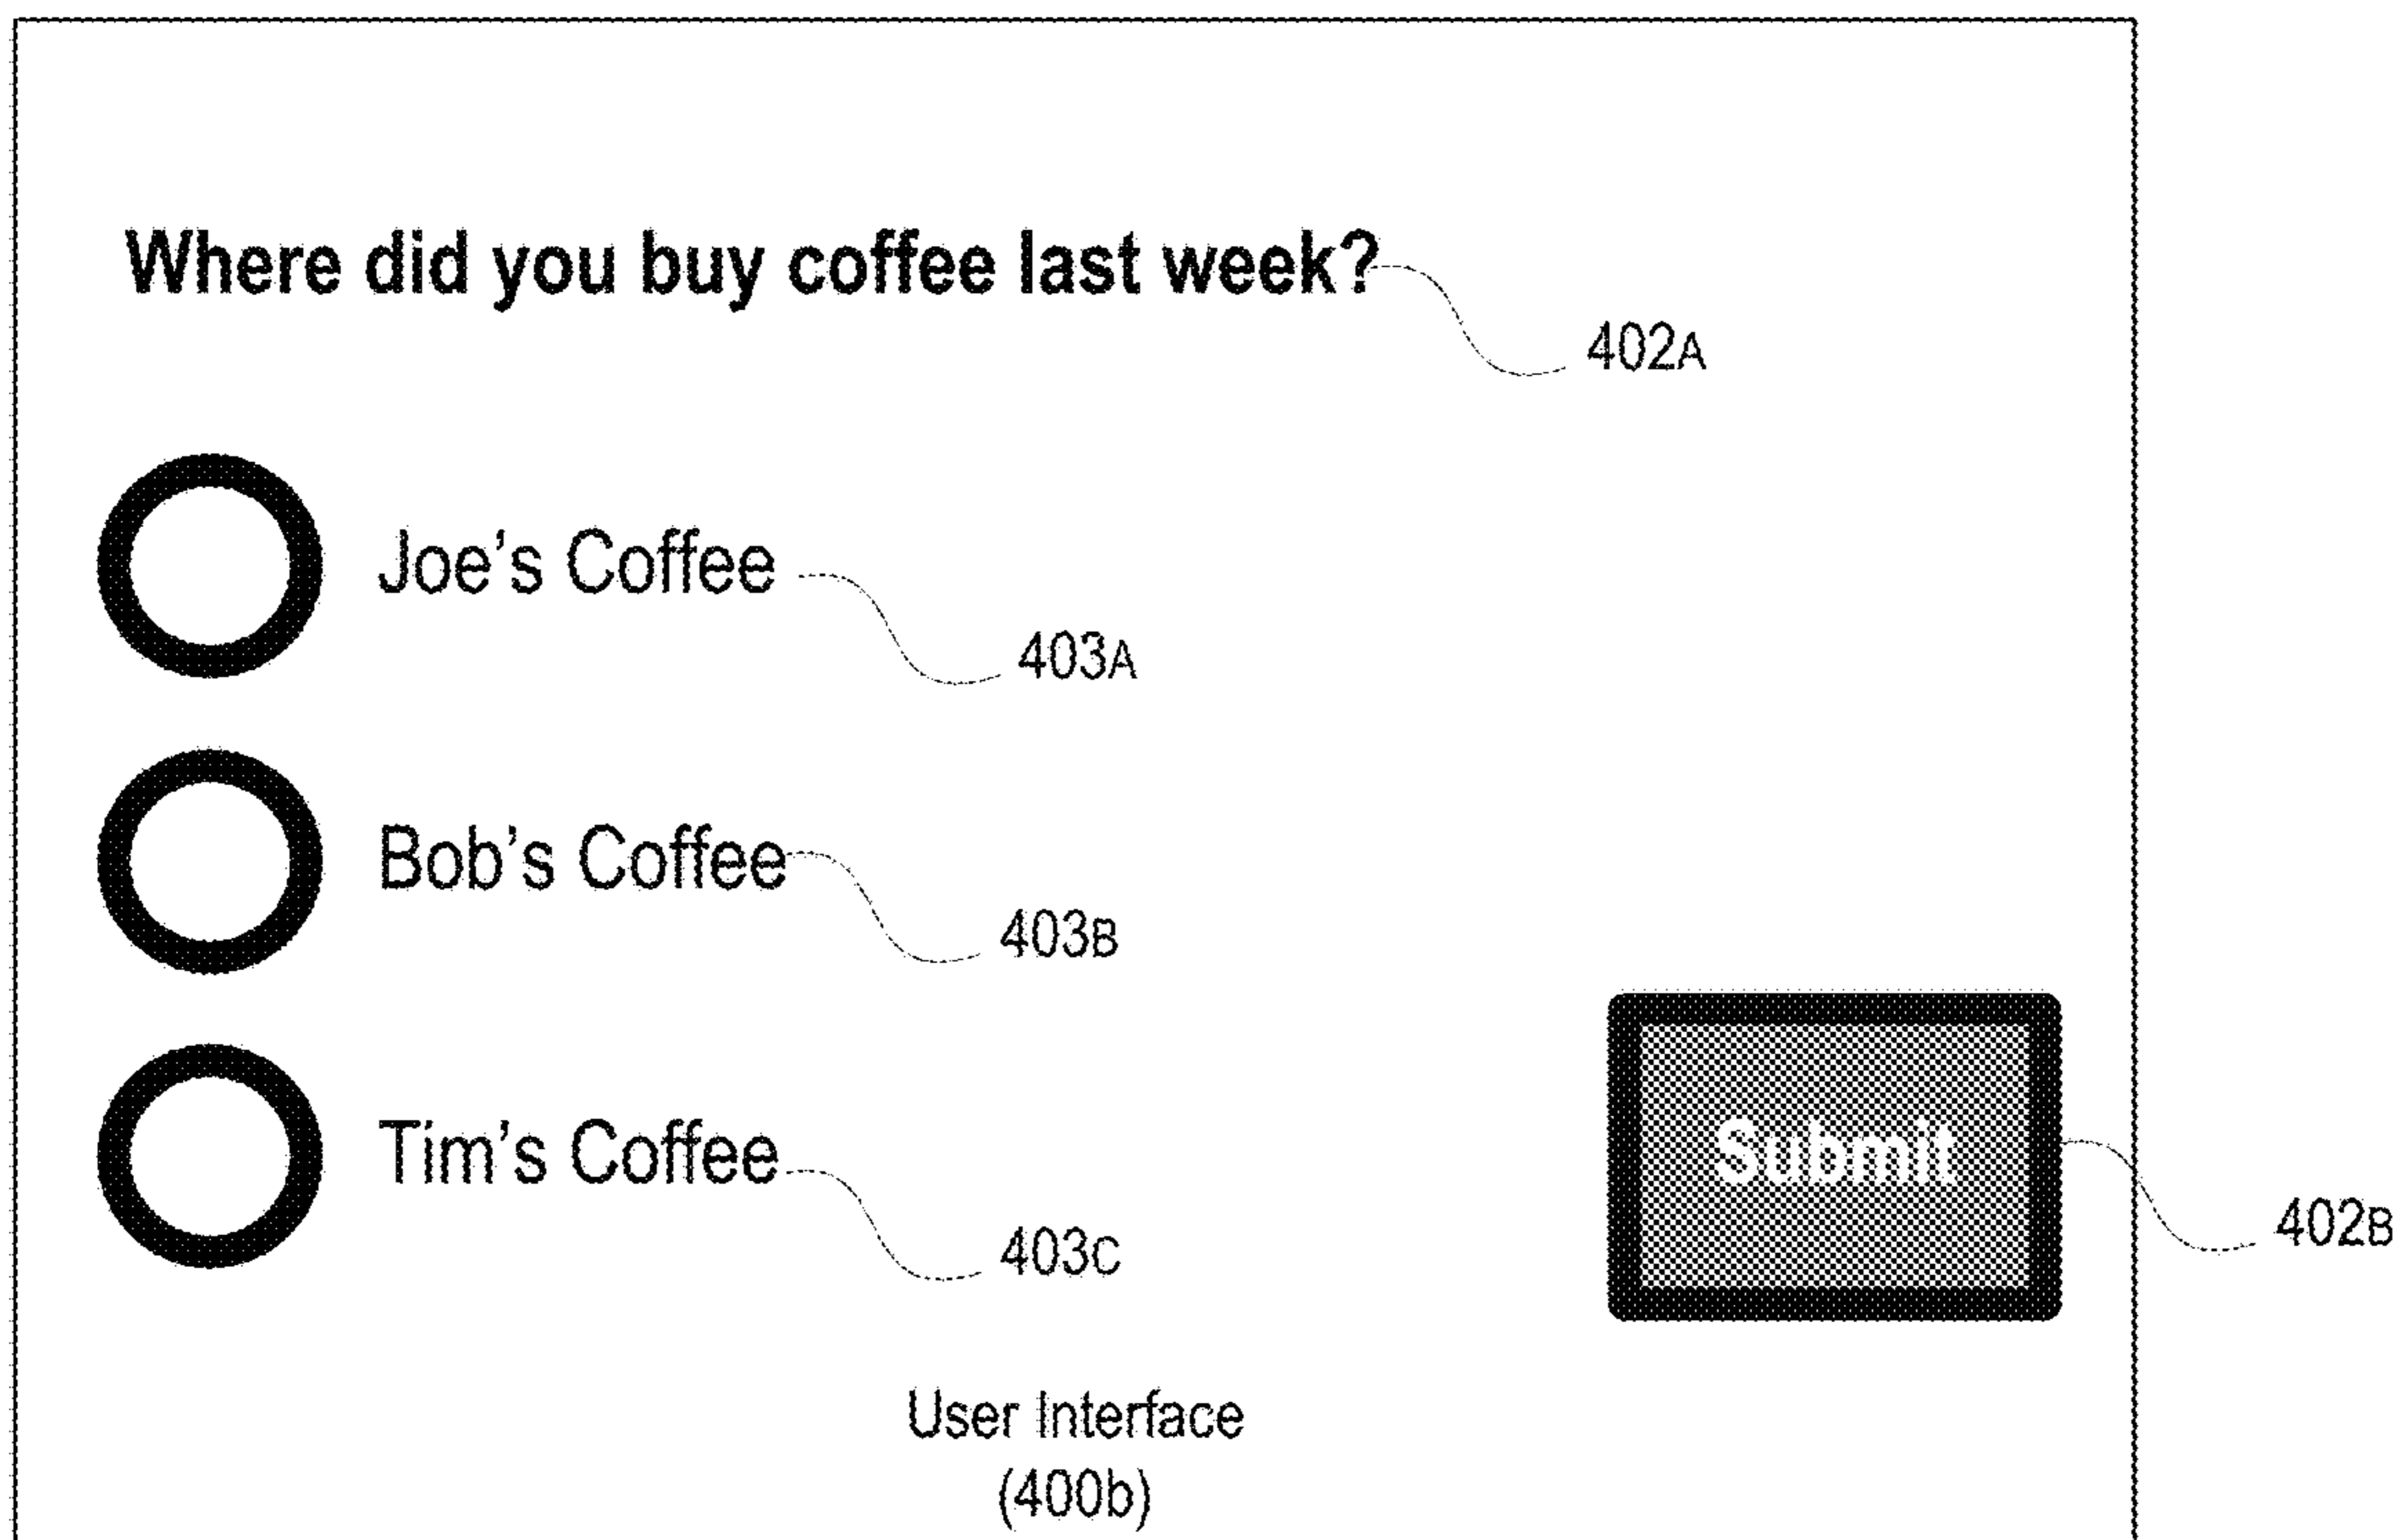 Where did you buy coffee last week?
402A
Joe's Coffee
403A
Bob's Coffee
403B
Tim's Coffee
403C
Submit
402B
User Interface
(400b)